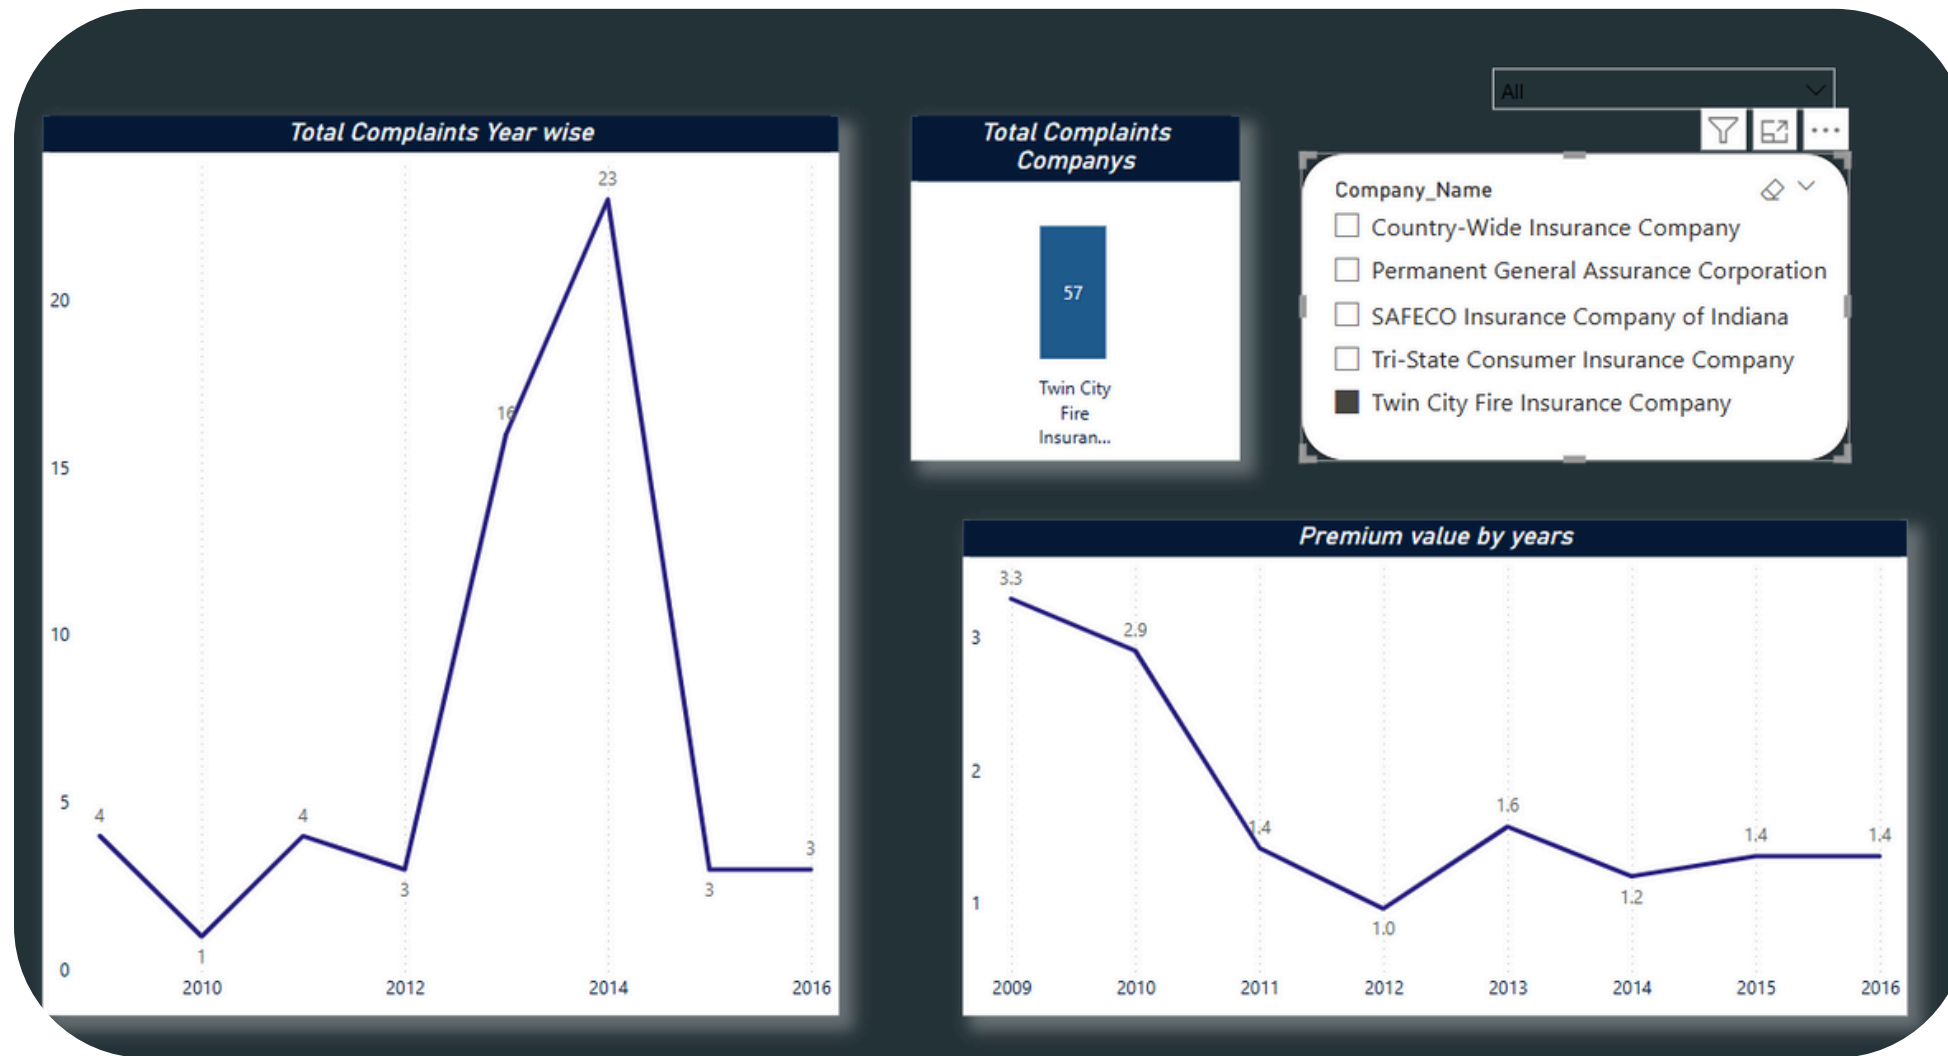 All
Total Complaints Year wise
23
20
16
15
10
5
4
4
3
3
3
1
0
2010
2012
2014
2016
Total Complaints
Companys
57
Twin City
Fire
Insuran...
Company_Name
Country-Wide Insurance Company
Permanent General Assurance Corporation
SAFECO Insurance Company of Indiana
Tri-State Consumer Insurance Company
Twin City Fire Insurance Company
Premium value by years
3.3
3
2.9
2
1.6
1.4
1.4
1.4
1.2
1
1.0
2009
2010
2011
2012
2013
2014
2015
2016